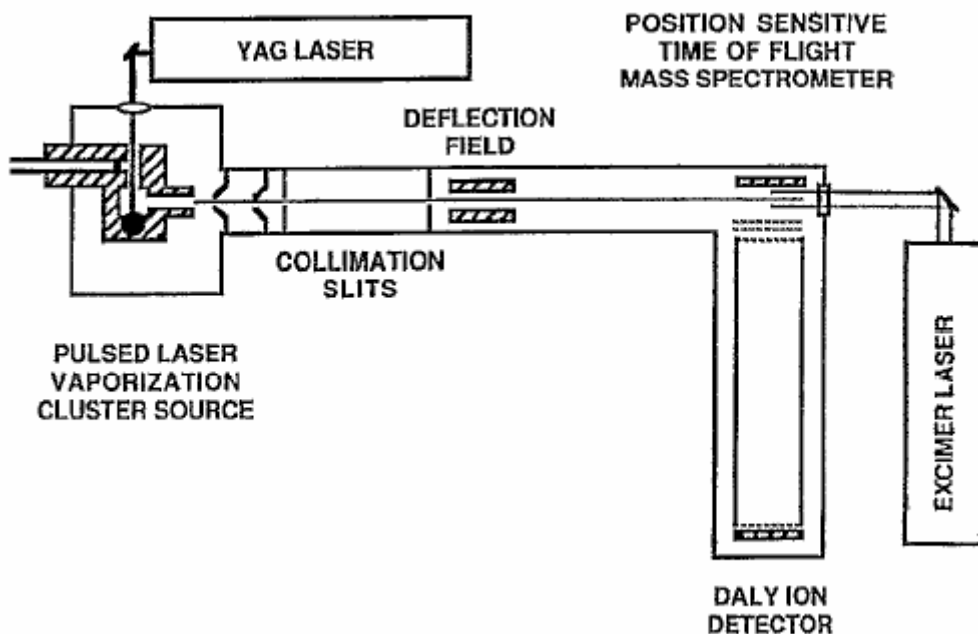 YAG LASER
POSITION SENSITIVE
TIME OF FLIGHT
MASS SPECTROMETER
DEFLECTION
FIELD
COLLIMATION
SLITS
PULSED LASER
VAPORIZATION
CLUSTER SOURCE
EXCIMER LASER
DALY ION
DETECTOR